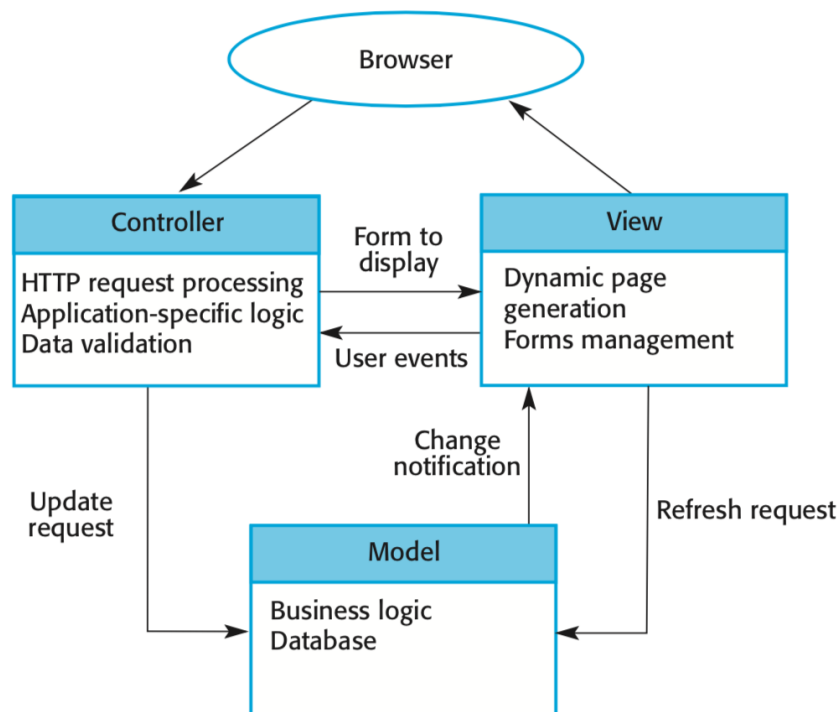 Browser
Controller
HTTP request processing
Application-specific logic
Data validation
Form to
display
User events
View
Dynamic page
generation
Forms management
Update
request
Change
notification
Refresh request
Model
Business logic
Database